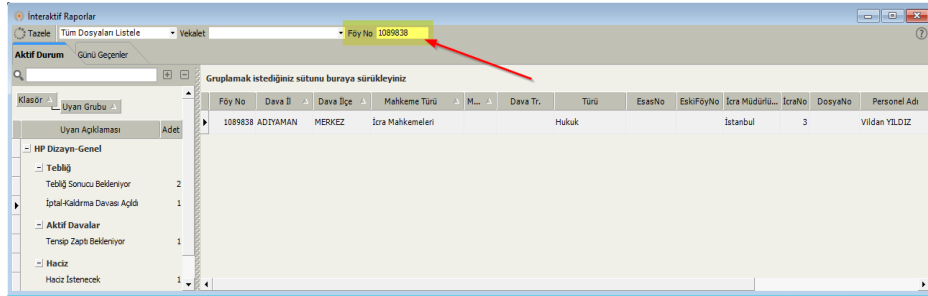 İnteraktif Raporlar
Tazele Tüm Dosyaları Listele Vekalet Föy No 1089838
Aktif Durum Günü Geçenler
Gruplamak istediğiniz sütunu buraya sürükleyiniz
Klasör
Uyarı Grubu
Uyarı Açıklaması Adet
Föy No Dava İl Dava İlçe Mahkeme Türü M... Dava Tr. Türü EsasNo EskiFöyNo İcra Müdürlü... İcraNo DosyaNo Personel Adı
1089838 ADIYAMAN MERKEZ İcra Mahkemeleri Hukuk İstanbul 3 Vildan YILDIZ
HP Dizayn-Genel
Tebliğ
Tebliğ Sonucu Bekleniyor 2
İptal-Kaldırma Davası Açıldı 1
Aktif Davalar
Tensip Zaptı Bekleniyor 1
Haciz
Haciz İstenecek 1